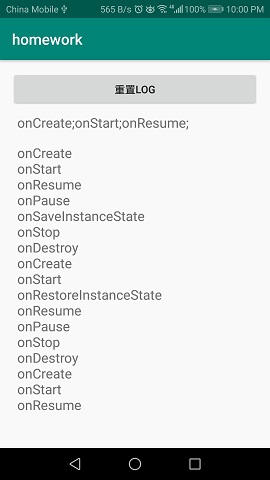 China Mobile 565 B/s 4G 100% 10:00 PM
homework
重置LOG
onCreate;onStart;onResume;
onCreate
onStart
onResume
onPause
onSaveInstanceState
onStop
onDestroy
onCreate
onStart
onRestoreInstanceState
onResume
onPause
onStop
onDestroy
onCreate
onStart
onResume